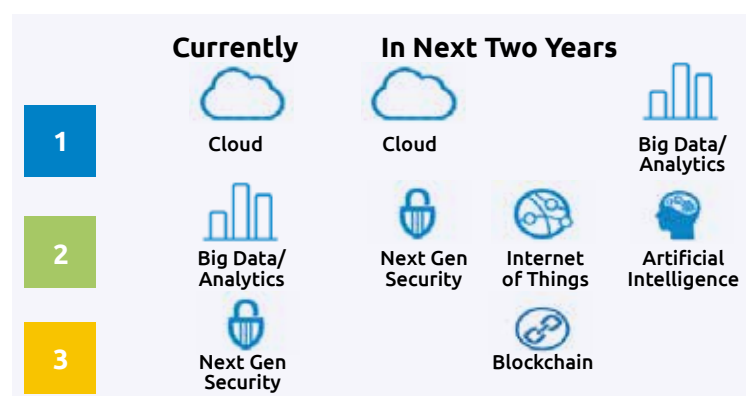 Currently In Next Two Years
1
Cloud Cloud Big Data/
Analytics
2
Big Data/ Next Gen Internet Artificial
Analytics Security of Things Intelligence
3
Next Gen Blockchain
Security